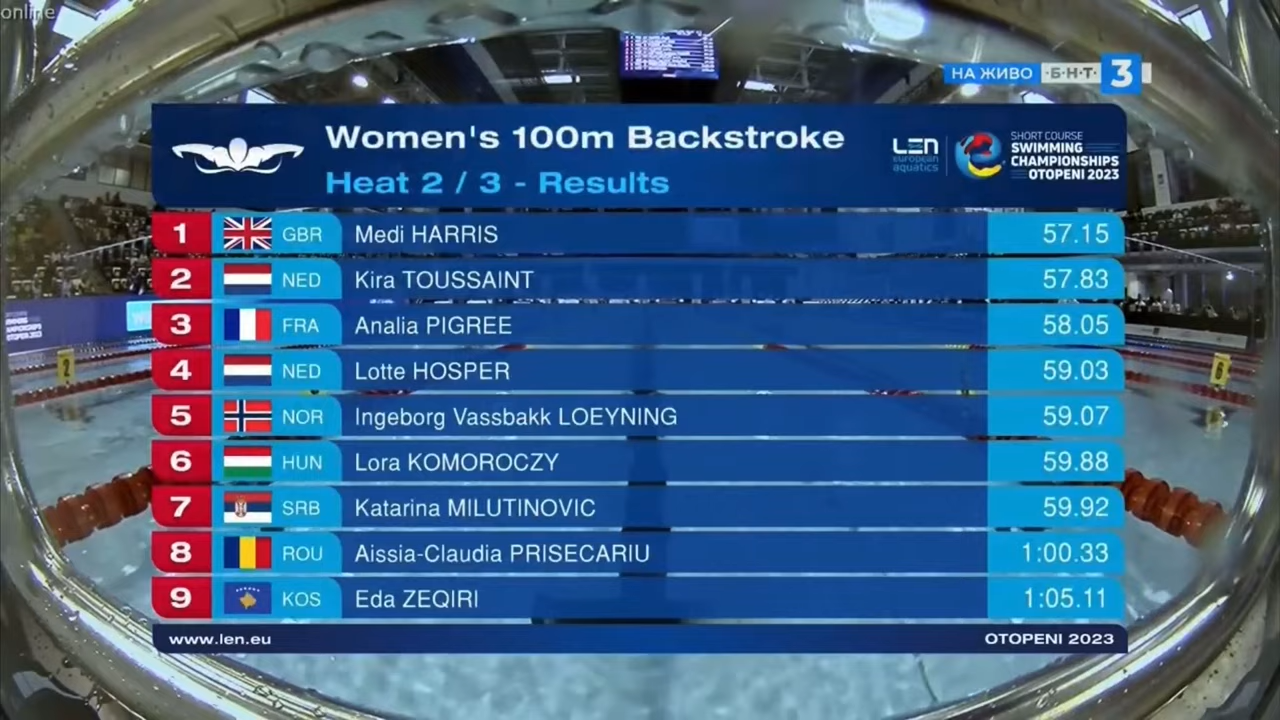 online
НА ЖИВО Б·Н·Т· 3
Women's 100m Backstroke
Heat 2 / 3 - Results
LEN
european
aquatics
SHORT COURSE
SWIMMING
CHAMPIONSHIPS
OTOPENI 2023
1 GBR Medi HARRIS 57.15
2 NED Kira TOUSSAINT 57.83
3 FRA Analia PIGREE 58.05
4 NED Lotte HOSPER 59.03
5 NOR Ingeborg Vassbakk LOEYNING 59.07
6 HUN Lora KOMOROCZY 59.88
7 SRB Katarina MILUTINOVIC 59.92
8 ROU Aissia-Claudia PRISECARIU 1:00.33
9 KOS Eda ZEQIRI 1:05.11
2
6
www.len.eu OTOPENI 2023